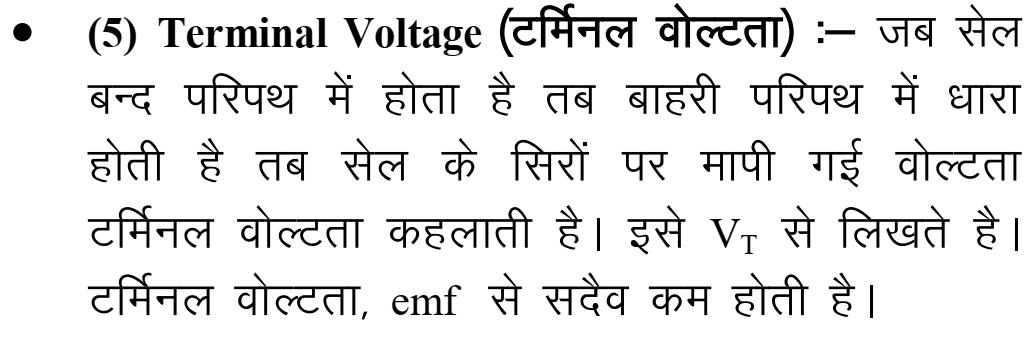 • (5) Terminal Voltage (टर्मिनल वोल्टता) :– जब सेल
बन्द परिपथ में होता है तब बाहरी परिपथ में धारा
होती है तब सेल के सिरों पर मापी गई वोल्टता
टर्मिनल वोल्टता कहलाती है। इसे V_T से लिखते है।
टर्मिनल वोल्टता, emf से सदैव कम होती है।